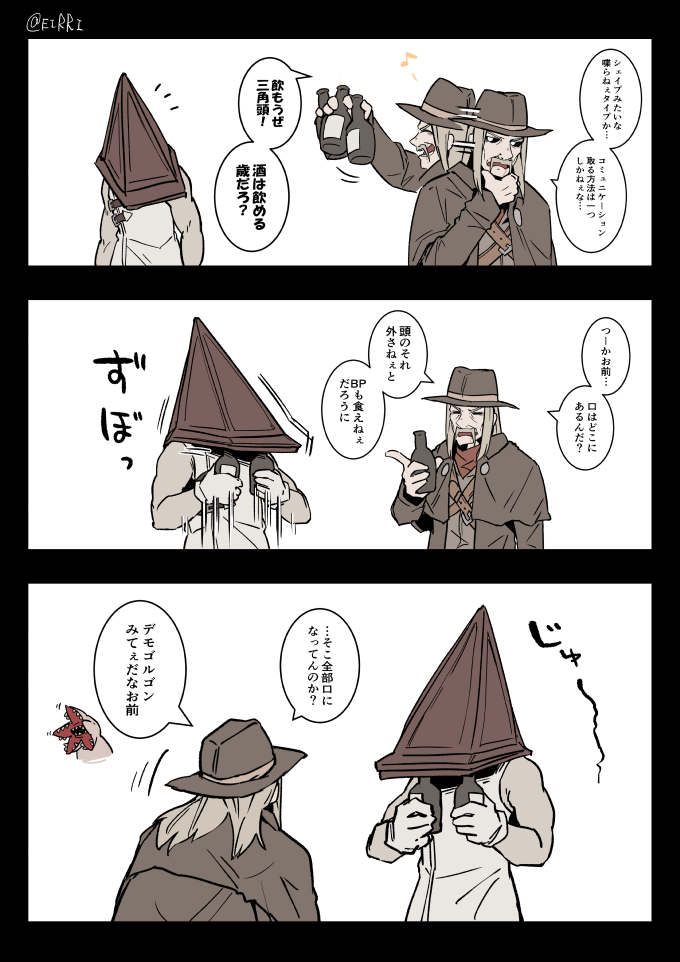 @EIRRI
シェイプみたいな
喋らねぇタイプか…
コミュニケーション
取る方法は一つ
しかねぇな…
飲もうぜ
三角頭！
酒は飲める
歳だろ？
つーかお前…
口はどこに
あるんだ？
頭のそれ
外さねぇと
BPも食えねぇ
だろうに
ずぼっ
じゅ
…そこ全部口に
なってんのか？
デモゴルゴン
みてぇだなお前